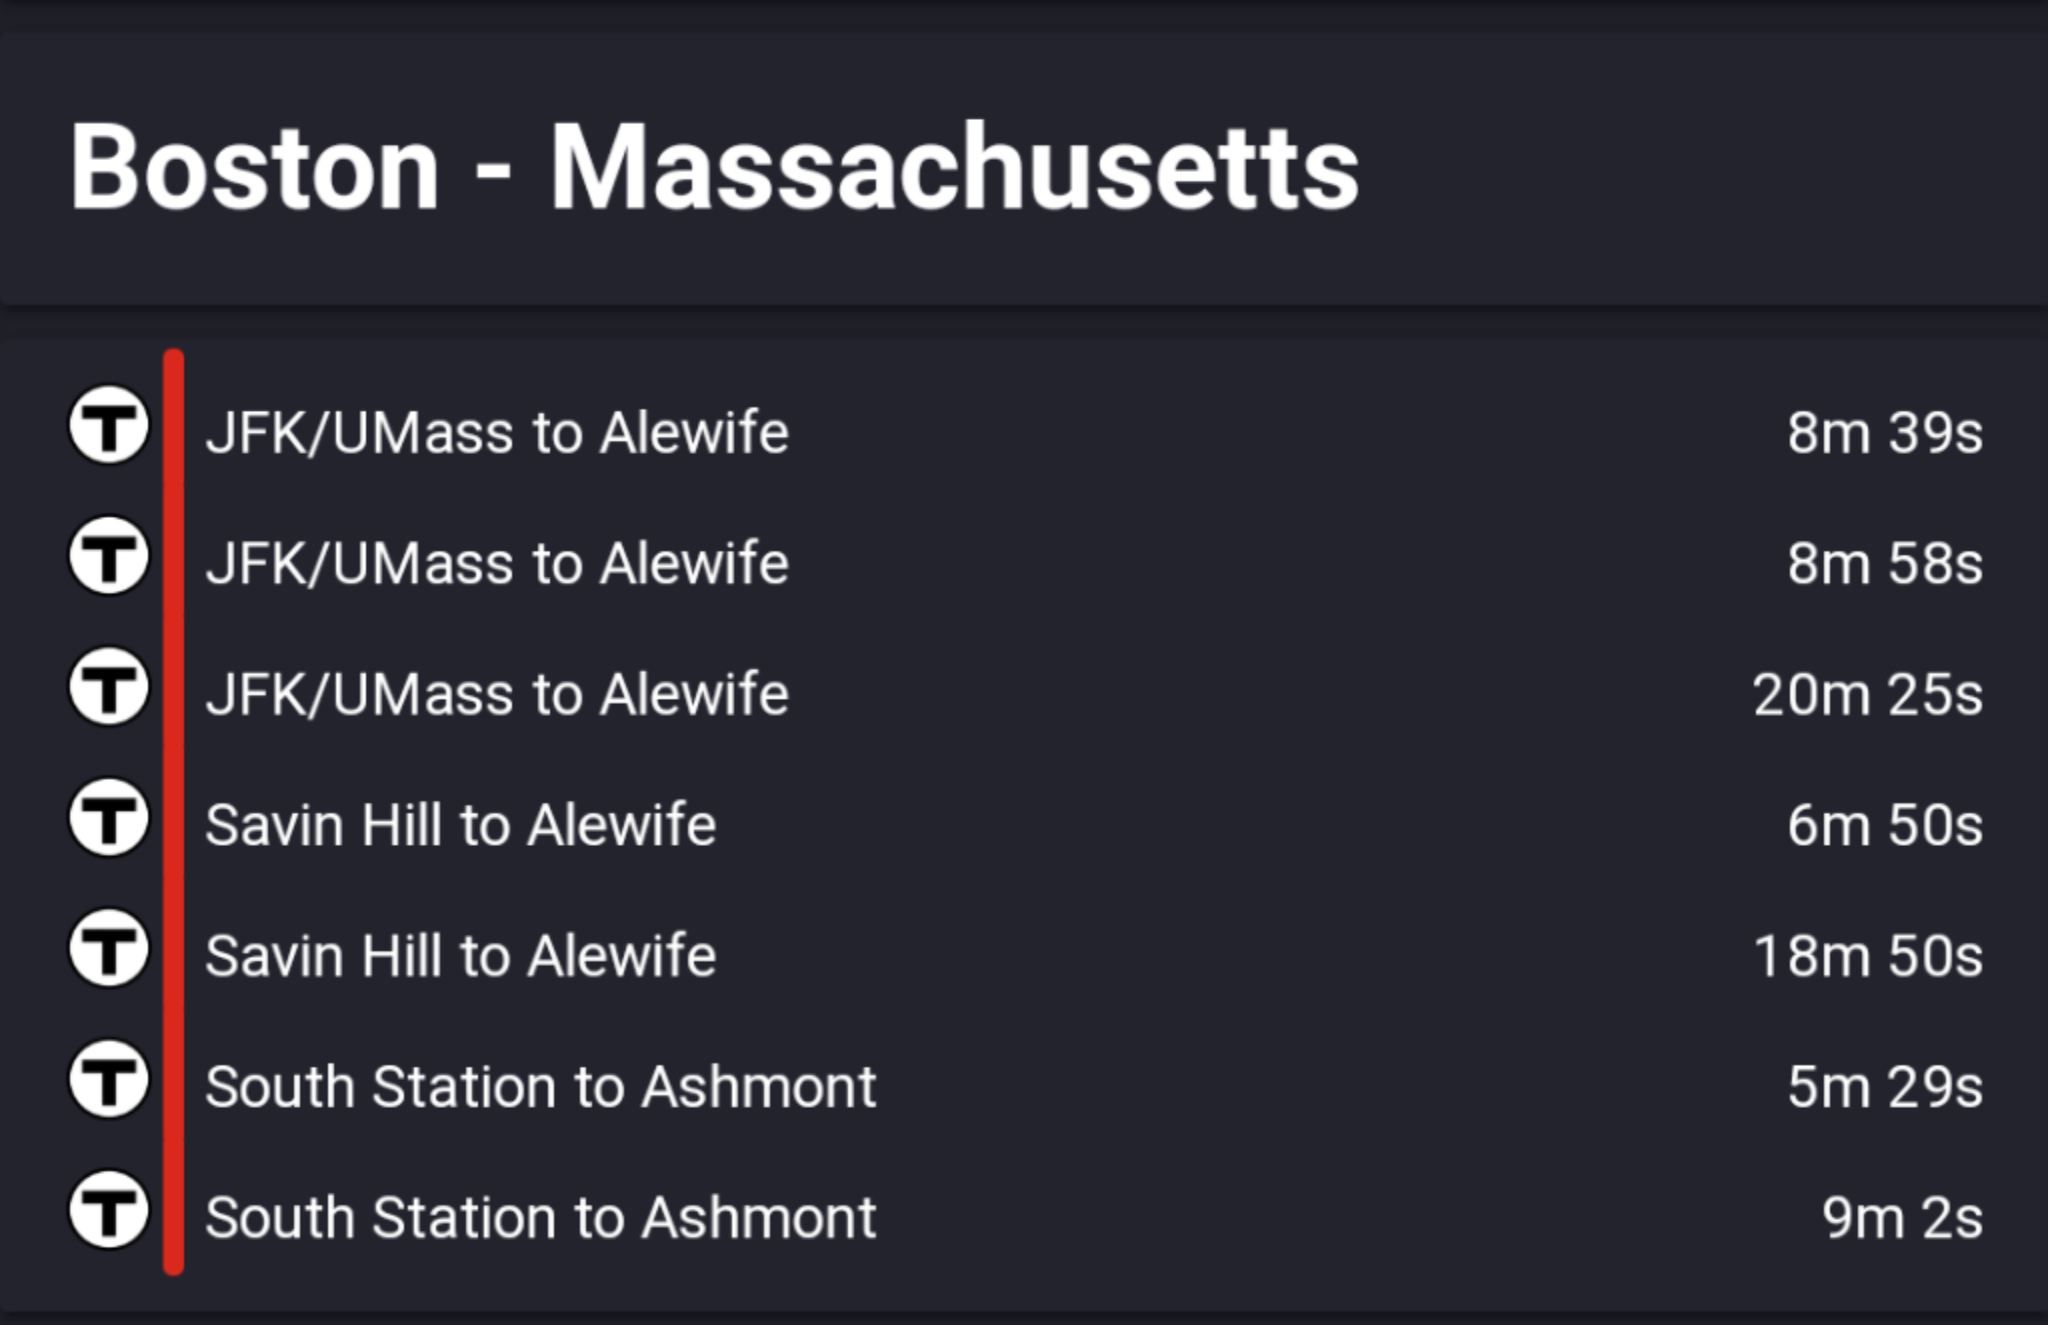 Boston - Massachusetts
T JFK/UMass to Alewife 8m 39s
T JFK/UMass to Alewife 8m 58s
T JFK/UMass to Alewife 20m 25s
T Savin Hill to Alewife 6m 50s
T Savin Hill to Alewife 18m 50s
T South Station to Ashmont 5m 29s
T South Station to Ashmont 9m 2s